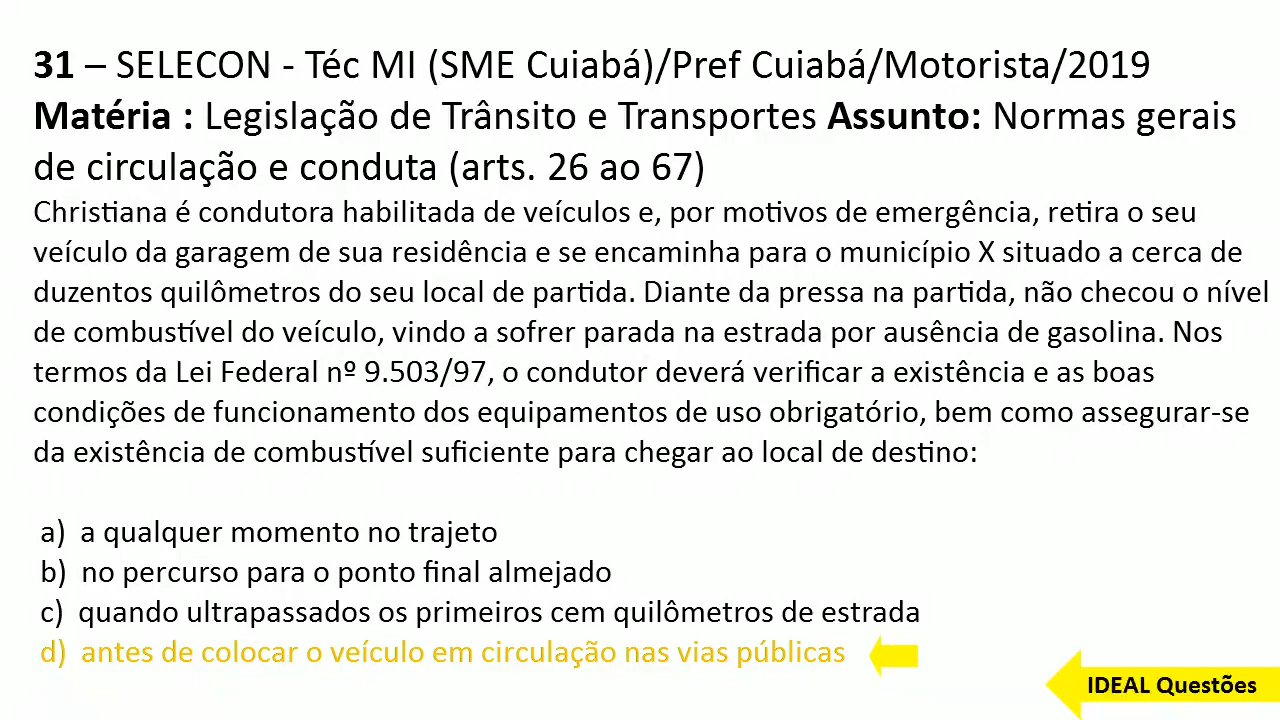 31 – SELECON - Téc MI (SME Cuiabá)/Pref Cuiabá/Motorista/2019
Matéria : Legislação de Trânsito e Transportes Assunto: Normas gerais
de circulação e conduta (arts. 26 ao 67)
Christiana é condutora habilitada de veículos e, por motivos de emergência, retira o seu
veículo da garagem de sua residência e se encaminha para o município X situado a cerca de
duzentos quilômetros do seu local de partida. Diante da pressa na partida, não checou o nível
de combustível do veículo, vindo a sofrer parada na estrada por ausência de gasolina. Nos
termos da Lei Federal nº 9.503/97, o condutor deverá verificar a existência e as boas
condições de funcionamento dos equipamentos de uso obrigatório, bem como assegurar-se
da existência de combustível suficiente para chegar ao local de destino:
a) a qualquer momento no trajeto
b) no percurso para o ponto final almejado
c) quando ultrapassados os primeiros cem quilômetros de estrada
d) antes de colocar o veículo em circulação nas vias públicas
IDEAL Questões